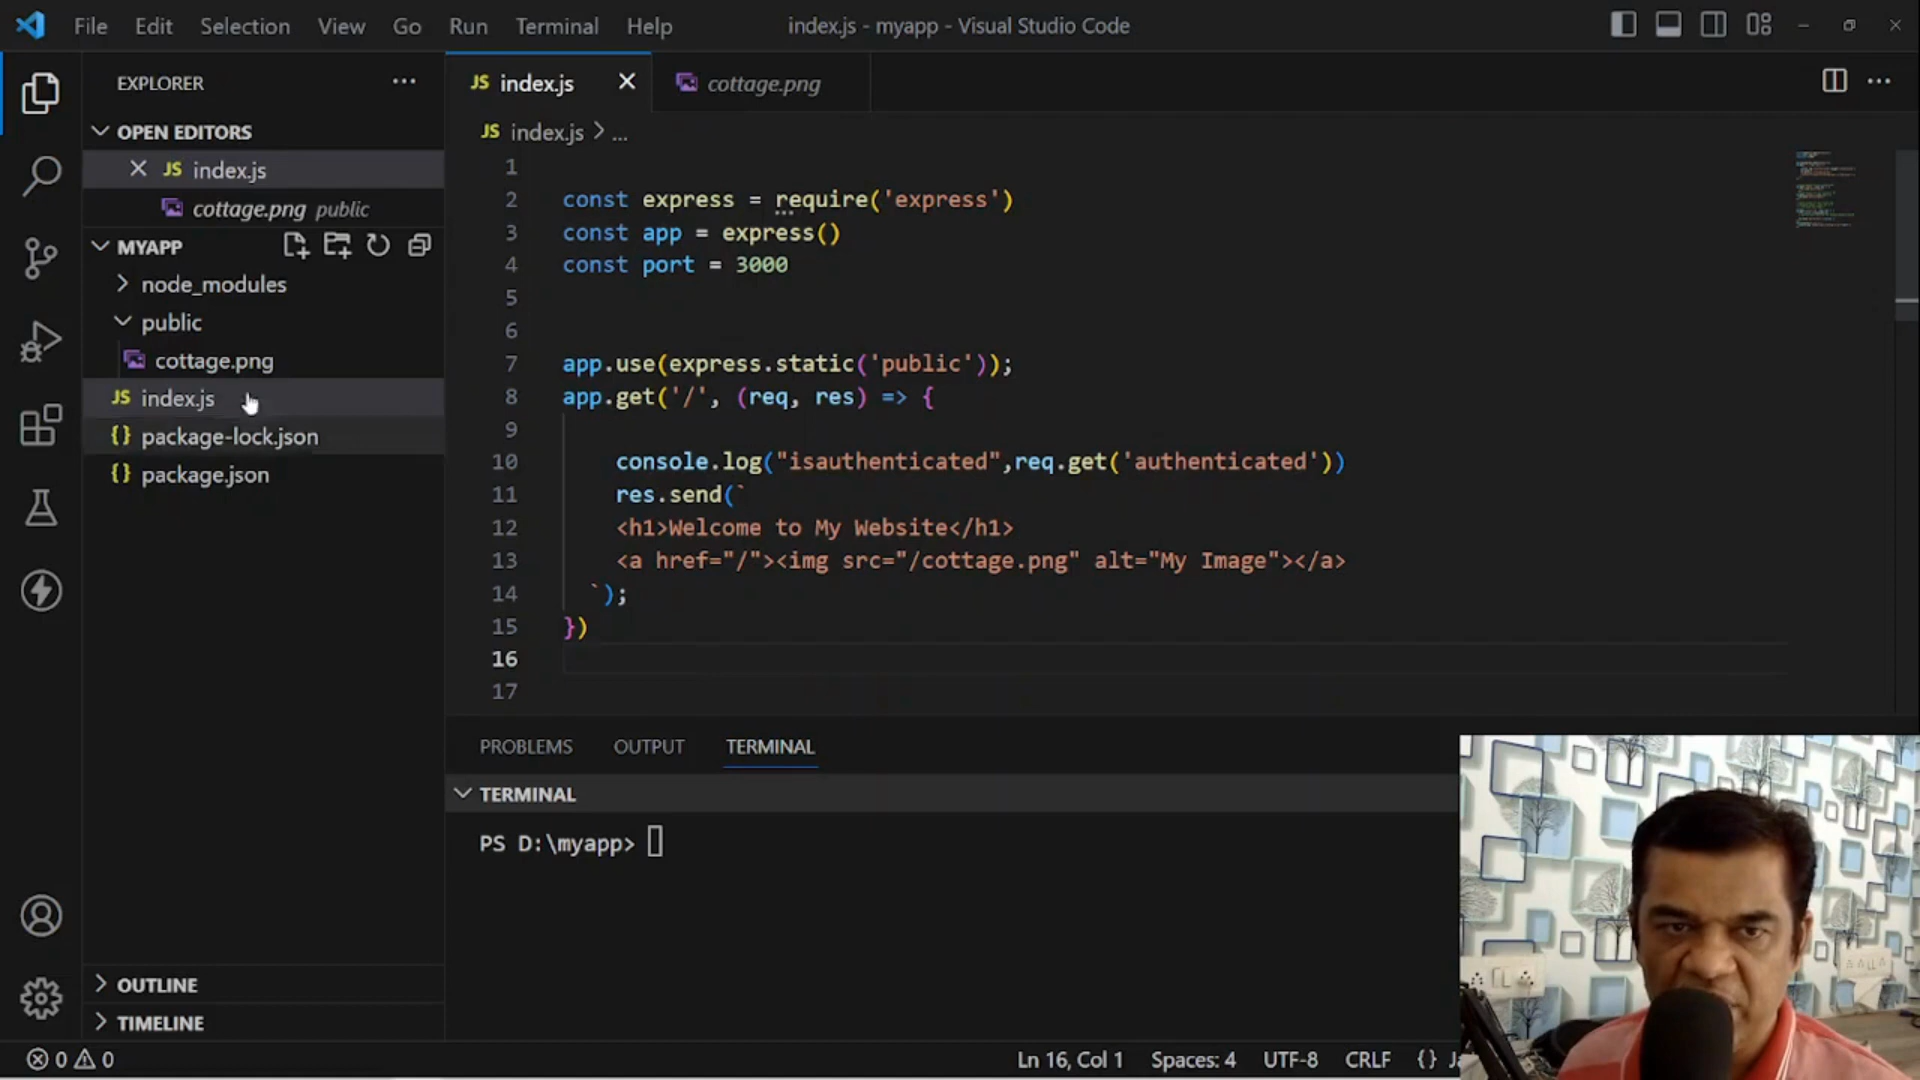 File Edit Selection View Go Run Terminal Help index.js - myapp - Visual Studio Code
EXPLORER
OPEN EDITORS
JS index.js
cottage.png public
MYAPP
node_modules
public
cottage.png
JS index.js
{} package-lock.json
{} package.json
OUTLINE
TIMELINE
JS index.js cottage.png
JS index.js > ...
1
2 const express = require('express')
3 const app = express()
4 const port = 3000
5
6
7 app.use(express.static('public'));
8 app.get('/', (req, res) => {
9
10 console.log("isauthenticated",req.get('authenticated'))
11 res.send(`
12 <h1>Welcome to My Website</h1>
13 <a href="/"><img src="/cottage.png" alt="My Image"></a>
14 `);
15 })
16
17
PROBLEMS OUTPUT TERMINAL
TERMINAL
PS D:\myapp>
0 0 Ln 16, Col 1 Spaces: 4 UTF-8 CRLF {}